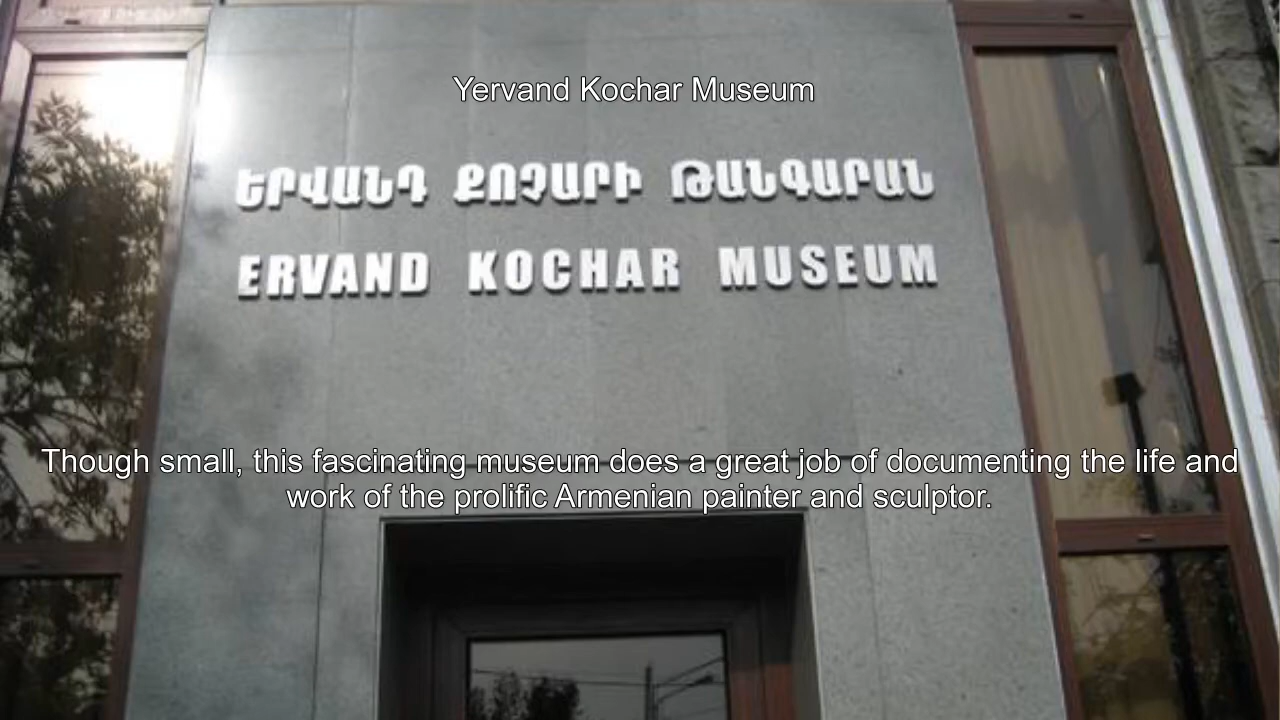 Yervand Kochar Museum
ԵՐՎԱՆԴ ՔՈՉԱՐԻ ԹԱՆԳԱՐԱՆ
ERVAND KOCHAR MUSEUM
Though small, this fascinating museum does a great job of documenting the life and
work of the prolific Armenian painter and sculptor.